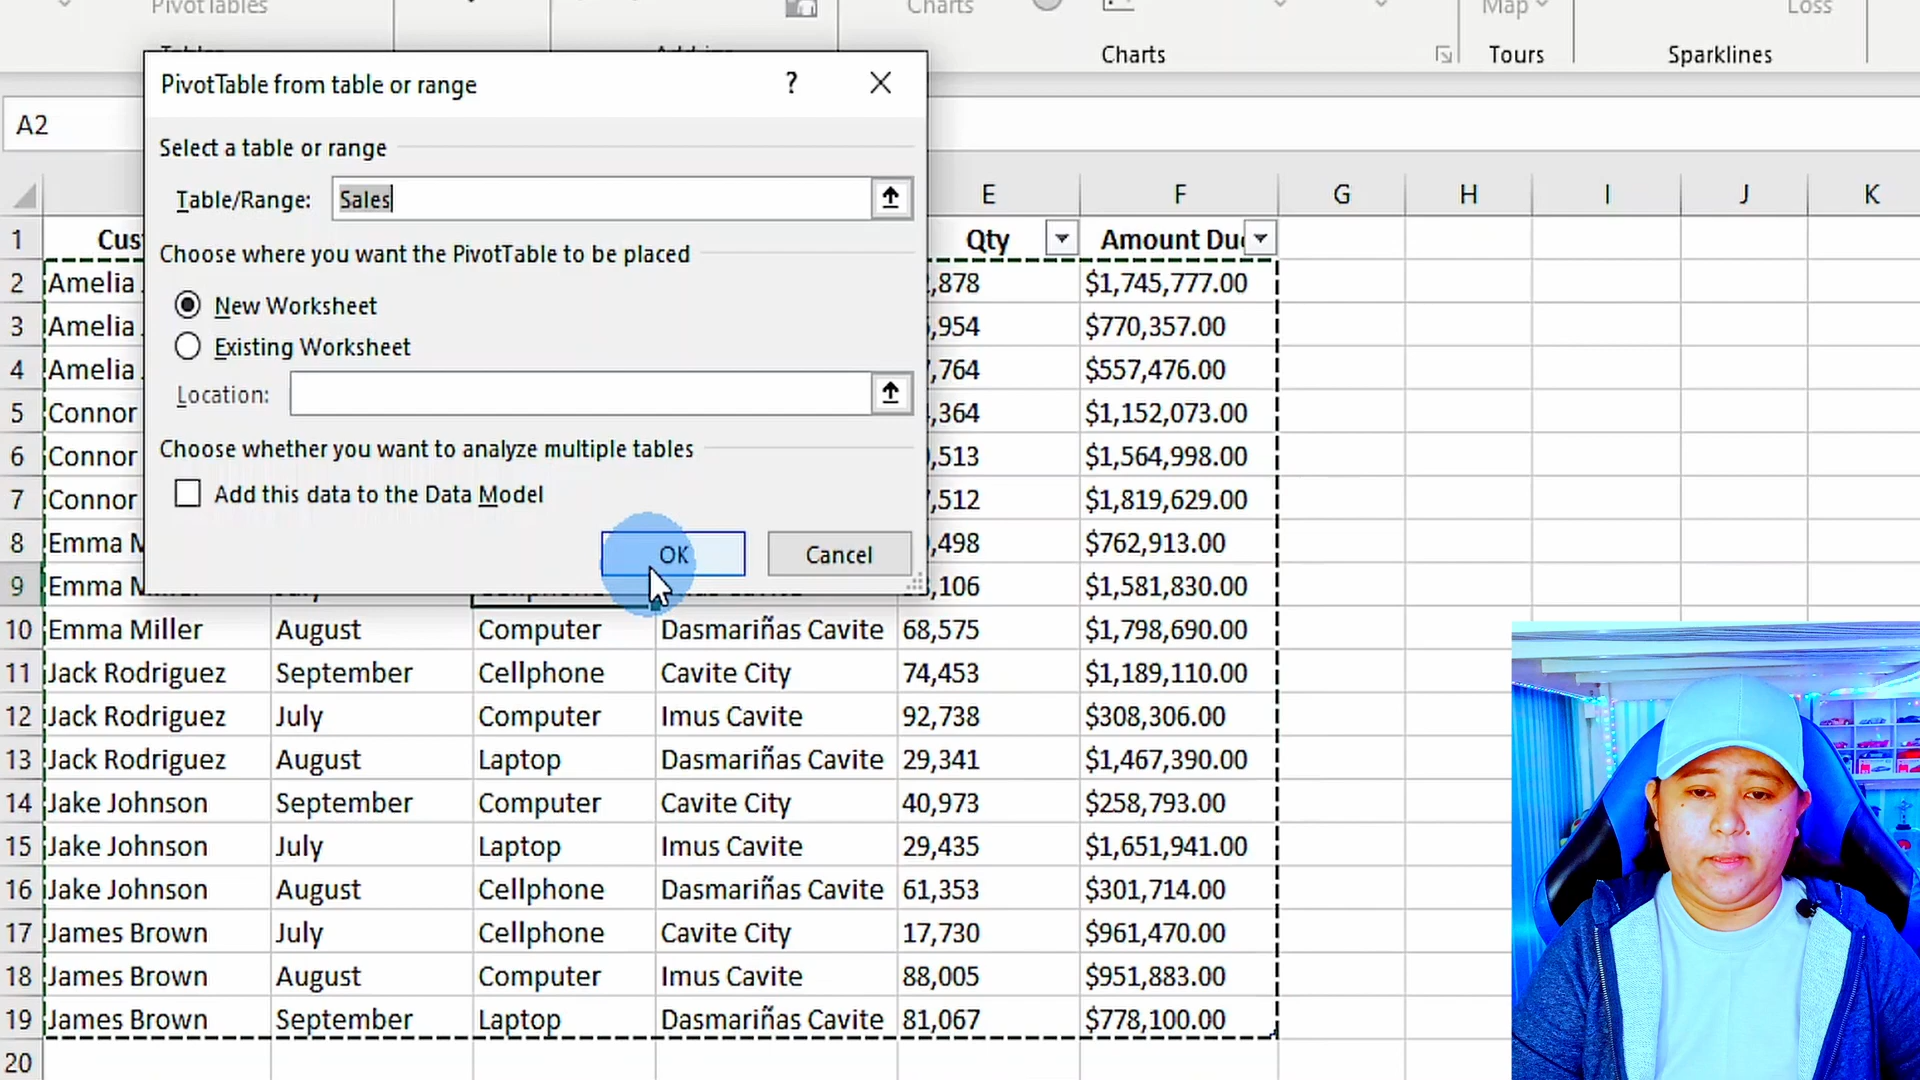 PivotTables
Charts
Map
Loss
Charts
Tours
Sparklines
PivotTable from table or range
?
A2
Select a table or range
Table/Range: Sales
Choose where you want the PivotTable to be placed
New Worksheet
Existing Worksheet
Location:
Choose whether you want to analyze multiple tables
Add this data to the Data Model
OK Cancel
E F G H I J K
1 Cus Qty Amount Du
2 Amelia ,878 $1,745,777.00
3 Amelia ,954 $770,357.00
4 Amelia ,764 $557,476.00
5 Connor ,364 $1,152,073.00
6 Connor ,513 $1,564,998.00
7 Connor ,512 $1,819,629.00
8 Emma M ,498 $762,913.00
9 Emma M ,106 $1,581,830.00
10 Emma Miller August Computer Dasmariñas Cavite 68,575 $1,798,690.00
11 Jack Rodriguez September Cellphone Cavite City 74,453 $1,189,110.00
12 Jack Rodriguez July Computer Imus Cavite 92,738 $308,306.00
13 Jack Rodriguez August Laptop Dasmariñas Cavite 29,341 $1,467,390.00
14 Jake Johnson September Computer Cavite City 40,973 $258,793.00
15 Jake Johnson July Laptop Imus Cavite 29,435 $1,651,941.00
16 Jake Johnson August Cellphone Dasmariñas Cavite 61,353 $301,714.00
17 James Brown July Cellphone Cavite City 17,730 $961,470.00
18 James Brown August Computer Imus Cavite 88,005 $951,883.00
19 James Brown September Laptop Dasmariñas Cavite 81,067 $778,100.00
20